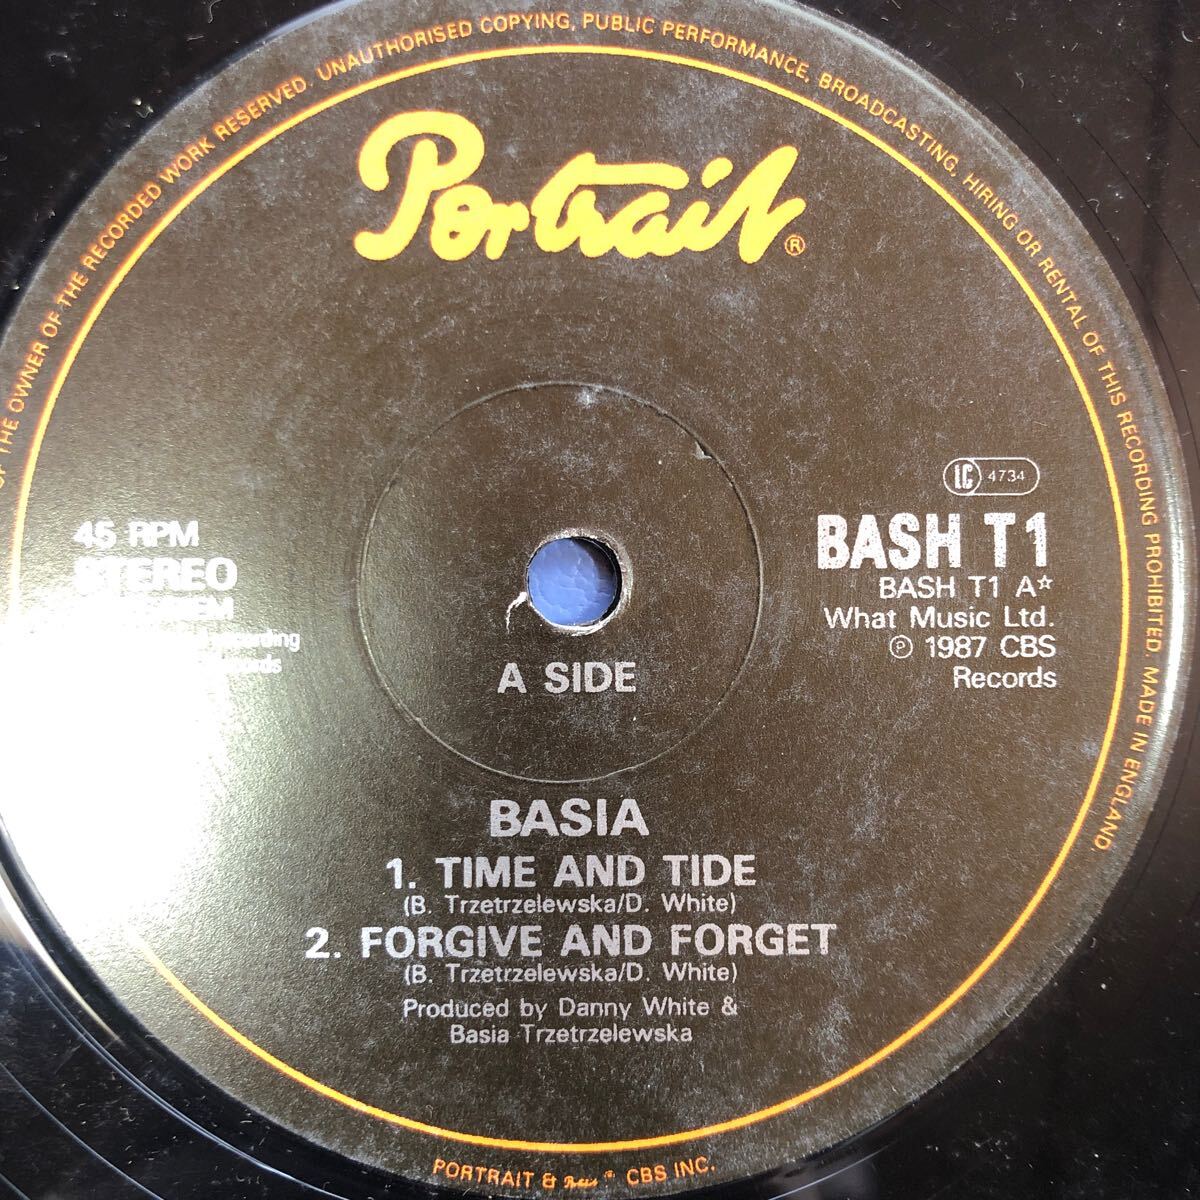 OF THE OWNER OF THE RECORDED WORK RESERVED. UNAUTHORISED COPYING, PUBLIC PERFORMANCE, BROADCASTING, HIRING OR RENTAL OF THIS RECORDING PROHIBITED. MADE IN ENGLAND.
Portrait®
LC 4734
BASH T1
BASH T1 A☆
What Music Ltd.
℗ 1987 CBS
Records
45 RPM
STEREO
recording
A SIDE
BASIA
1. TIME AND TIDE
(B. Trzetrzelewska/D. White)
2. FORGIVE AND FORGET
(B. Trzetrzelewska/D. White)
Produced by Danny White &
Basia Trzetrzelewska
PORTRAIT & Portrait ® CBS INC.